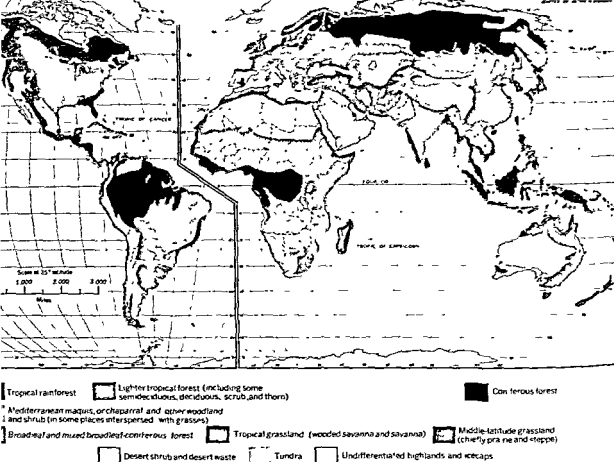 TROPIC OF CANCER
TROPIC OF CAPRICORN
Scale at 25° latitude
1,000 2,000 3,000
Miles
Tropical rainforest
Lighter tropical forest (including some
semideciduous, deciduous, scrub, and thorn)
Coniferous forest
Mediterranean maquis, or chaparral and other woodland
and shrub (in some places interspersed with grasses)
Broadleaf and mixed broadleaf-coniferous forest
Tropical grassland (wooded savanna and savanna)
Middle-latitude grassland
(chiefly prairie and steppe)
Desert shrub and desert waste
Tundra
Undifferentiated highlands and icecaps